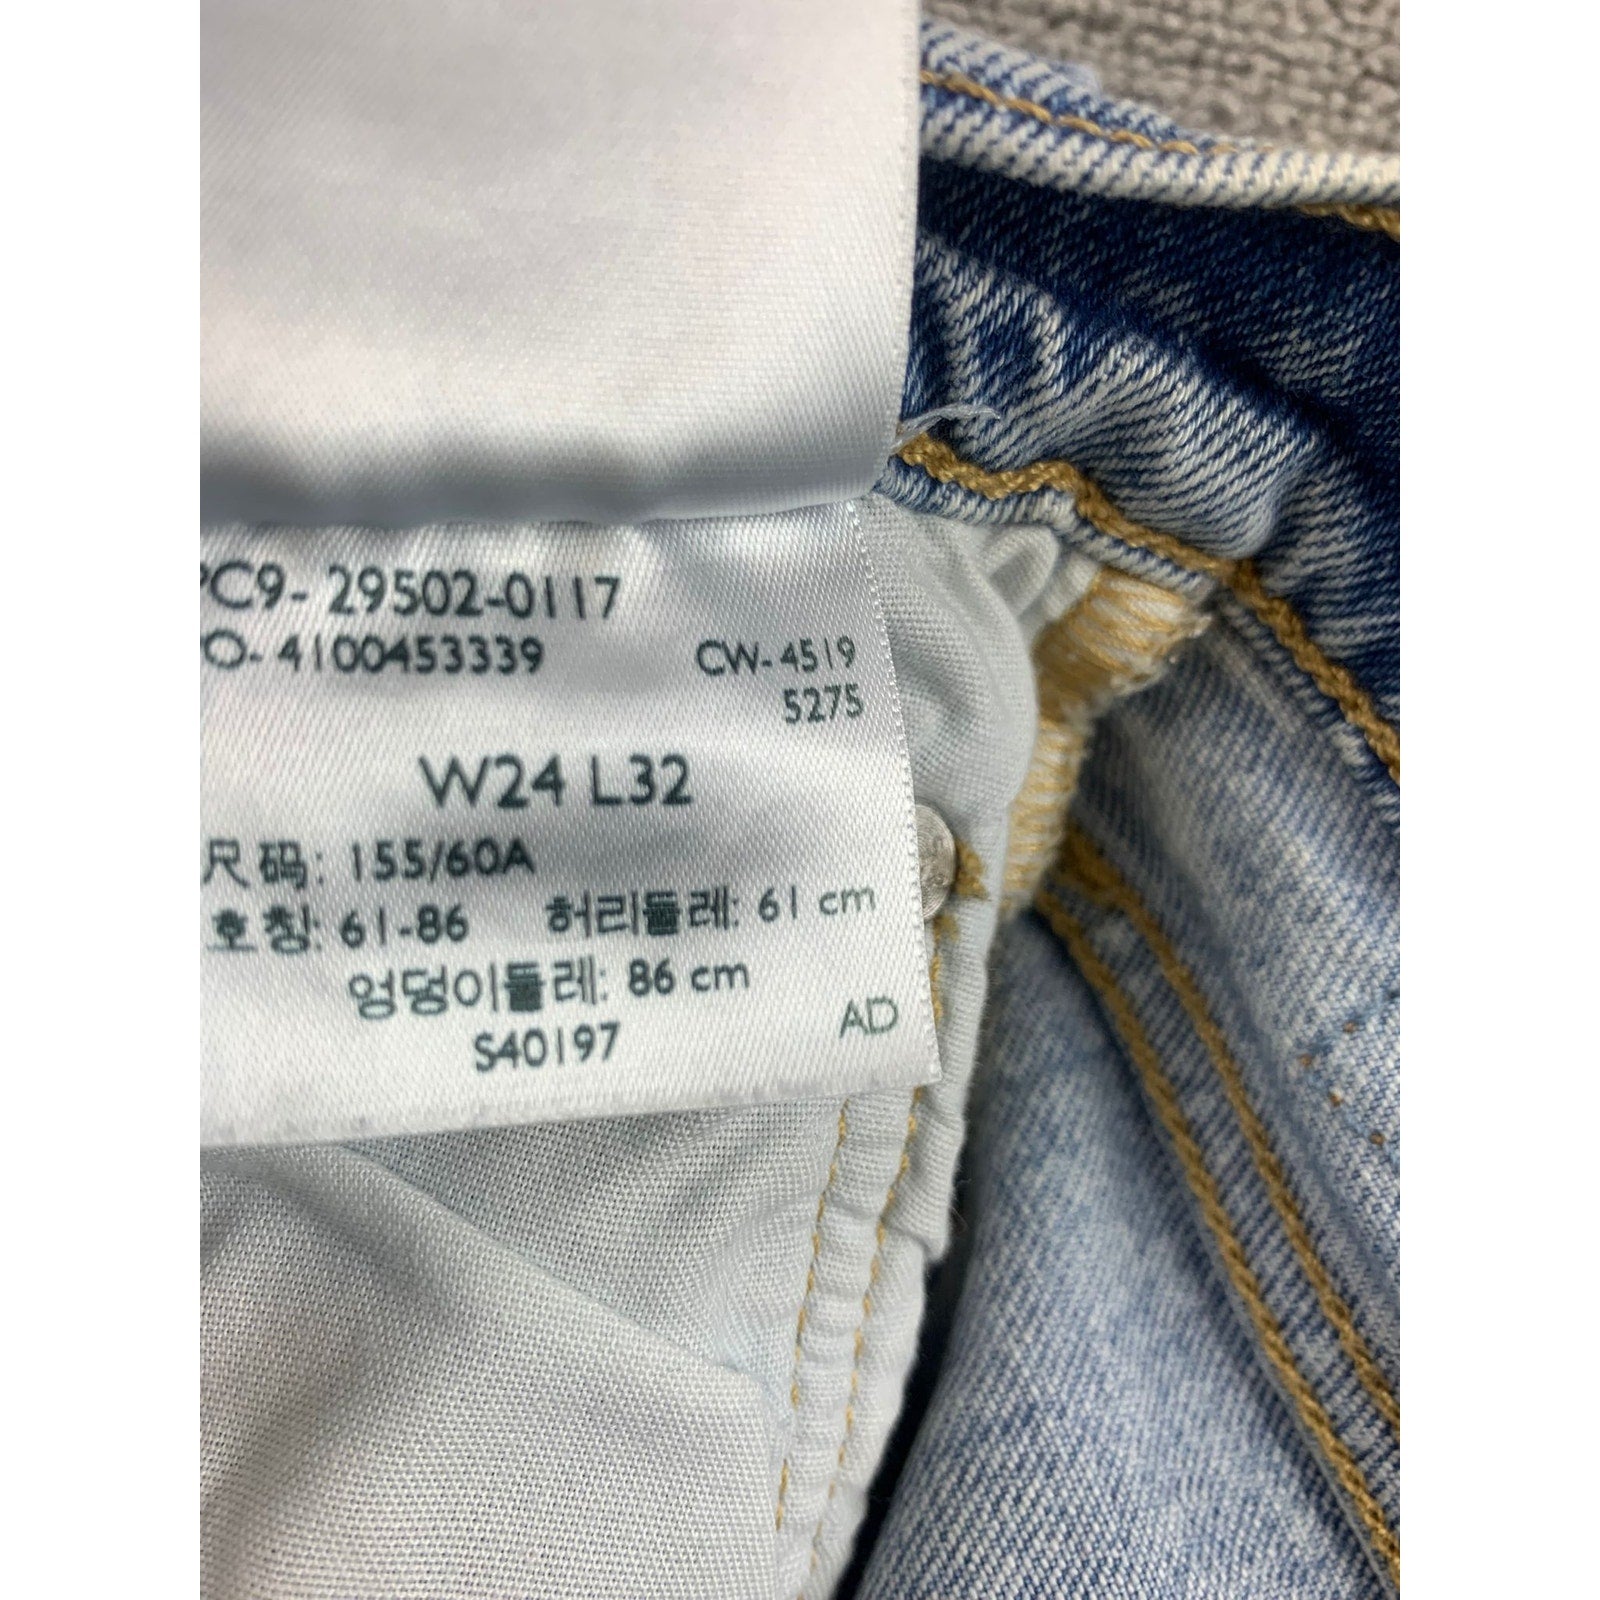 PC9- 29502-0117
O- 4100453339 CW- 4519
5275
W24 L32
尺码: 155/60A
호칭: 61-86 허리둘레: 61 cm
엉덩이둘레: 86 cm
S40197 AD